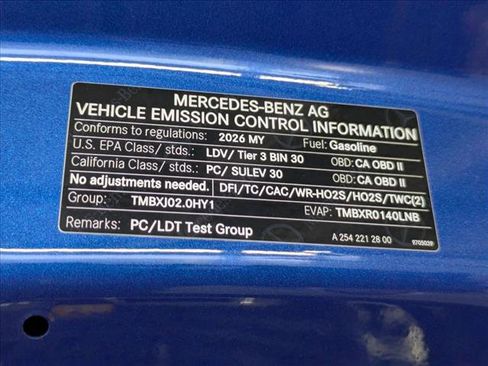 MERCEDES-BENZ AG
VEHICLE EMISSION CONTROL INFORMATION
Conforms to regulations: 2026 MY Fuel: Gasoline
U.S. EPA Class/ stds.: LDV/ Tier 3 BIN 30 OBD: CA OBD II
California Class/ stds.: PC/ SULEV 30 OBD: CA OBD II
No adjustments needed. DFI/TC/CAC/WR-HO2S/HO2S/TWC(2)
Group: TMBXJ02.0HY1 EVAP: TMBXR0140LNB
Remarks: PC/LDT Test Group A 254 221 28 00